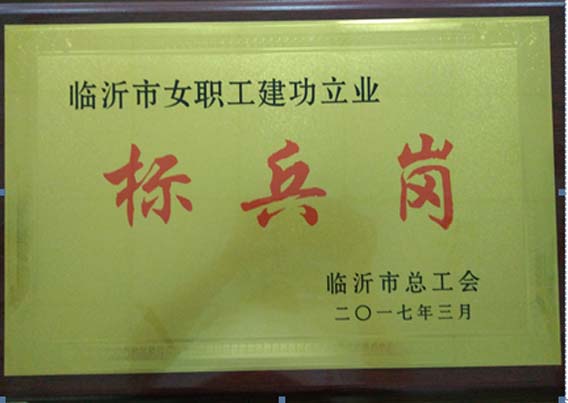 临沂市女职工建功立业
标兵岗
临沂市总工会
二〇一七年三月